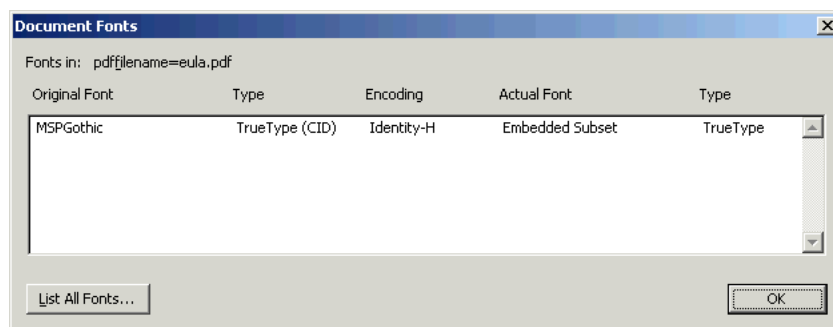 Document Fonts
Fonts in: pdffilename=eula.pdf
Original Font Type Encoding Actual Font Type
MSPGothic TrueType (CID) Identity-H Embedded Subset TrueType
List All Fonts... OK